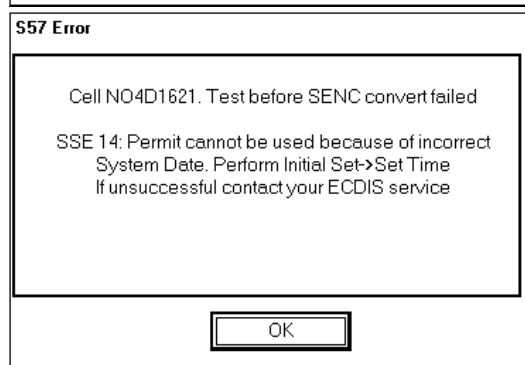 S57 Error
Cell NO4D1621. Test before SENC convert failed
SSE 14: Permit cannot be used because of incorrect
System Date. Perform Initial Set->Set Time
If unsuccessful contact your ECDIS service
OK